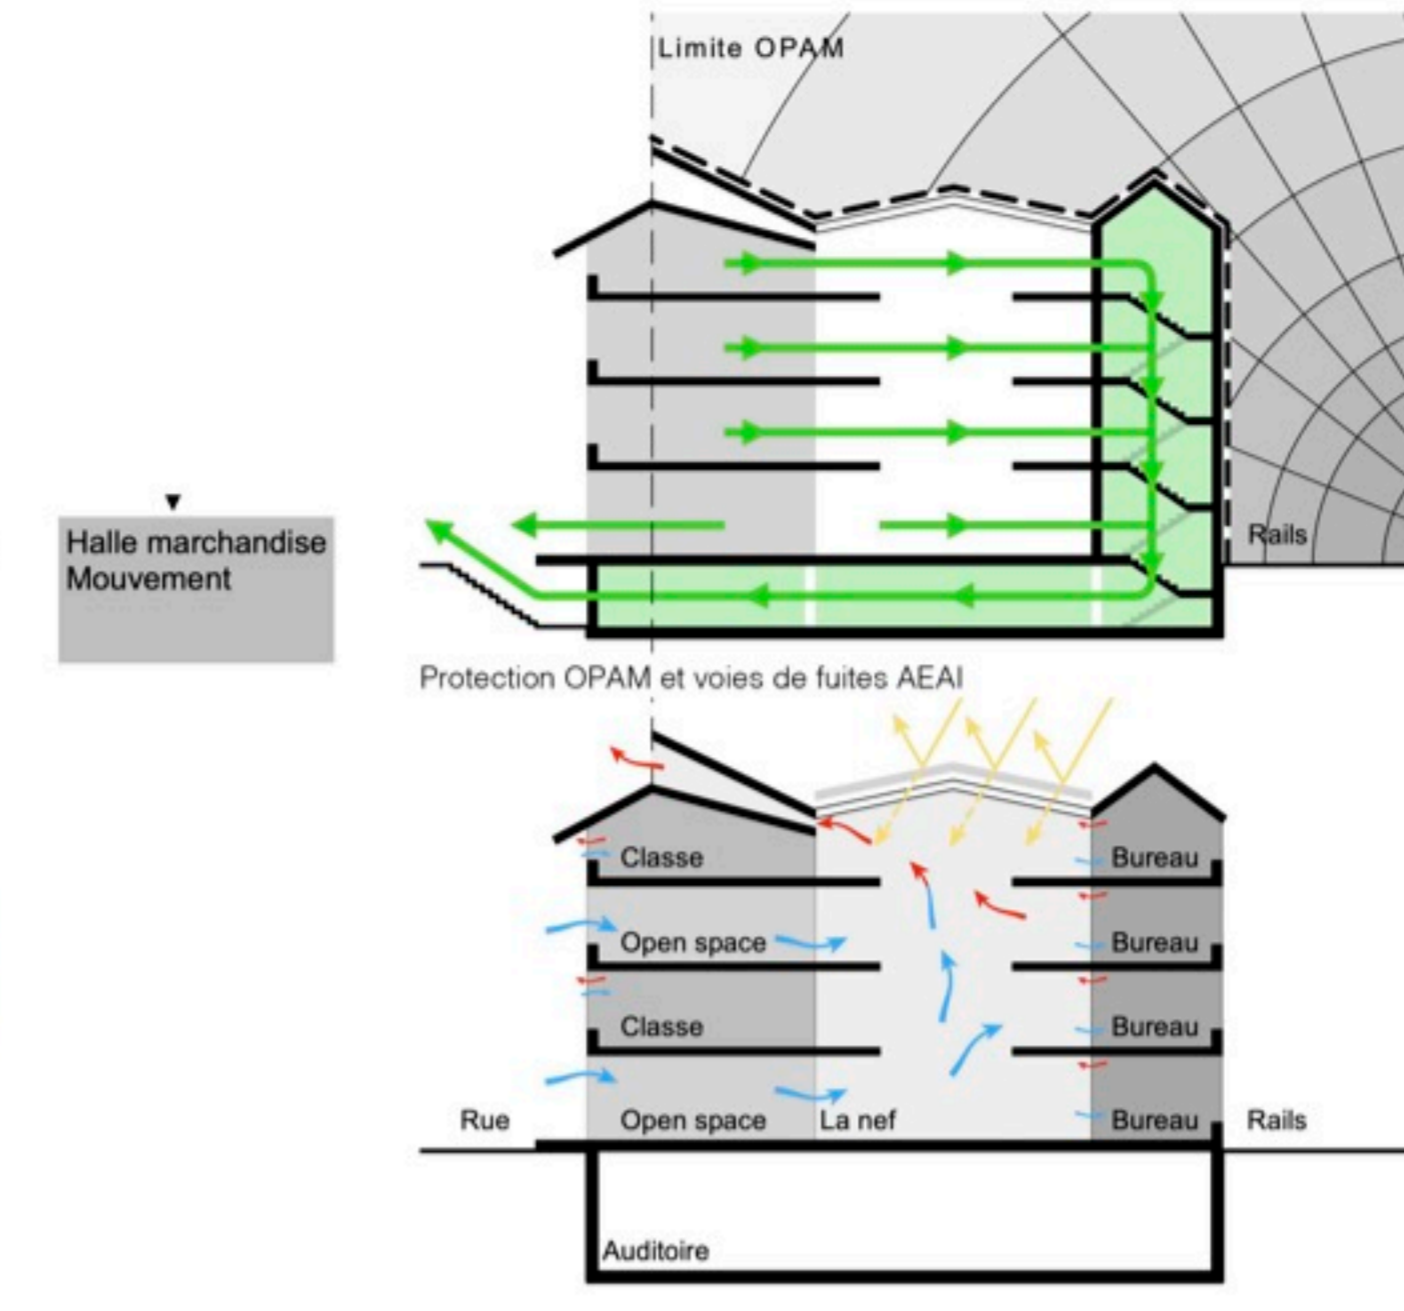 Limite OPAM
Halle marchandise
Mouvement
Rails
Protection OPAM et voies de fuites AEAI
Classe
Bureau
Open space
Bureau
Classe
Bureau
Rue
Open space
La nef
Bureau
Rails
Auditoire